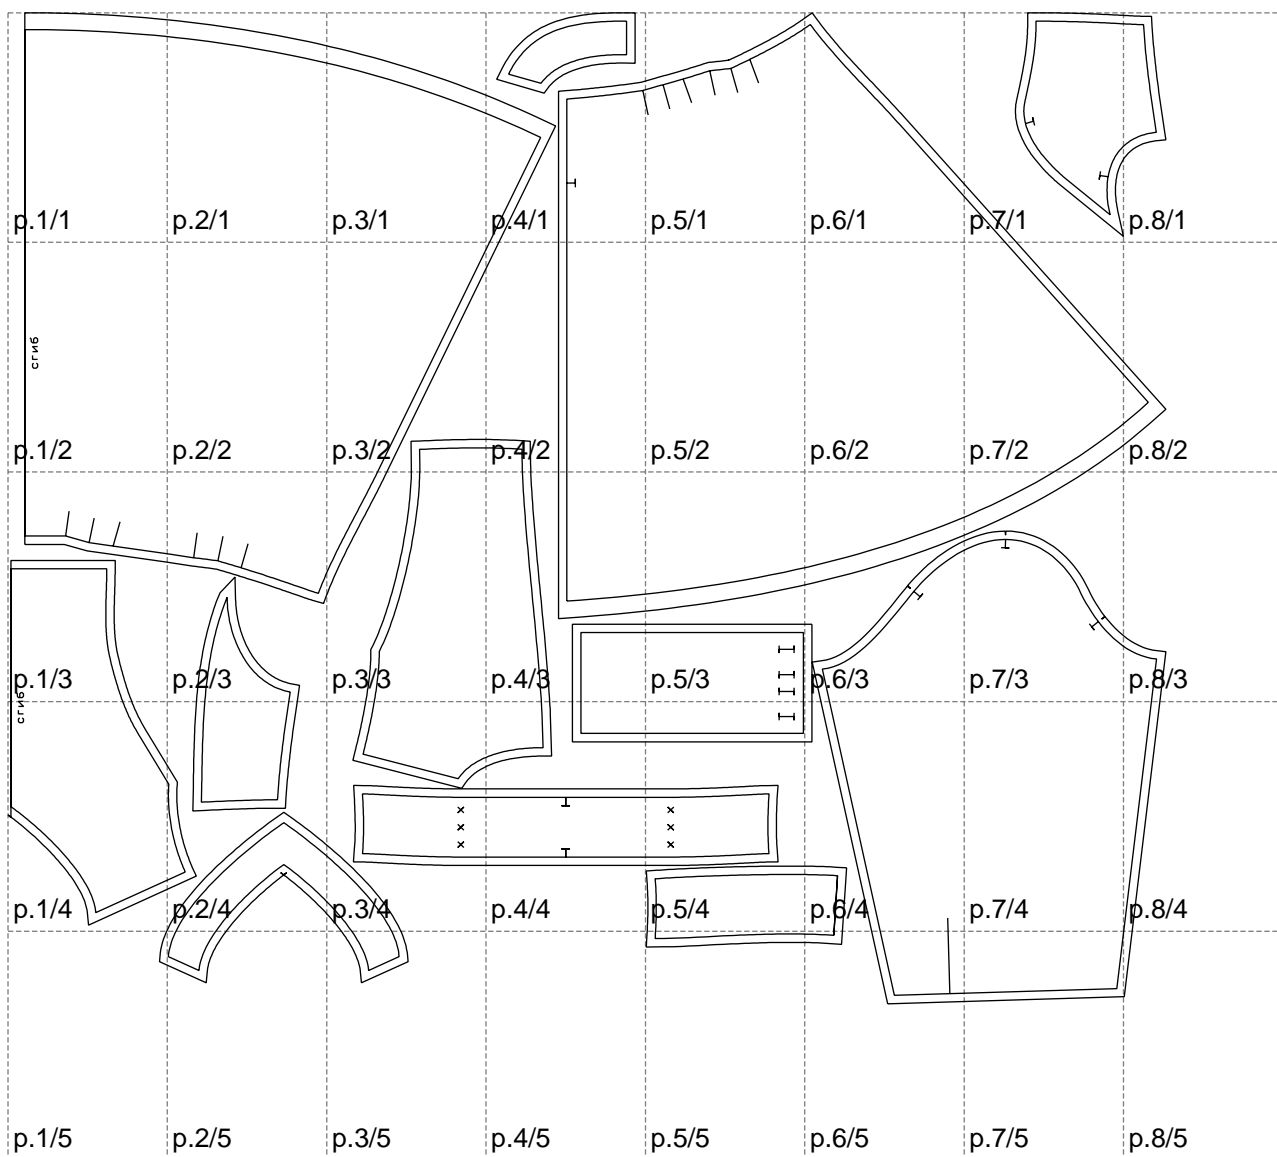 p.1/1 p.2/1 p.3/1 p.4/1 p.5/1 p.6/1 p.7/1 p.8/1
сгиб
p.1/2 p.2/2 p.3/2 p.4/2 p.5/2 p.6/2 p.7/2 p.8/2
p.1/3 p.2/3 p.3/3 p.4/3 p.5/3 p.6/3 p.7/3 p.8/3
сгиб
p.1/4 p.2/4 p.3/4 p.4/4 p.5/4 p.6/4 p.7/4 p.8/4
p.1/5 p.2/5 p.3/5 p.4/5 p.5/5 p.6/5 p.7/5 p.8/5